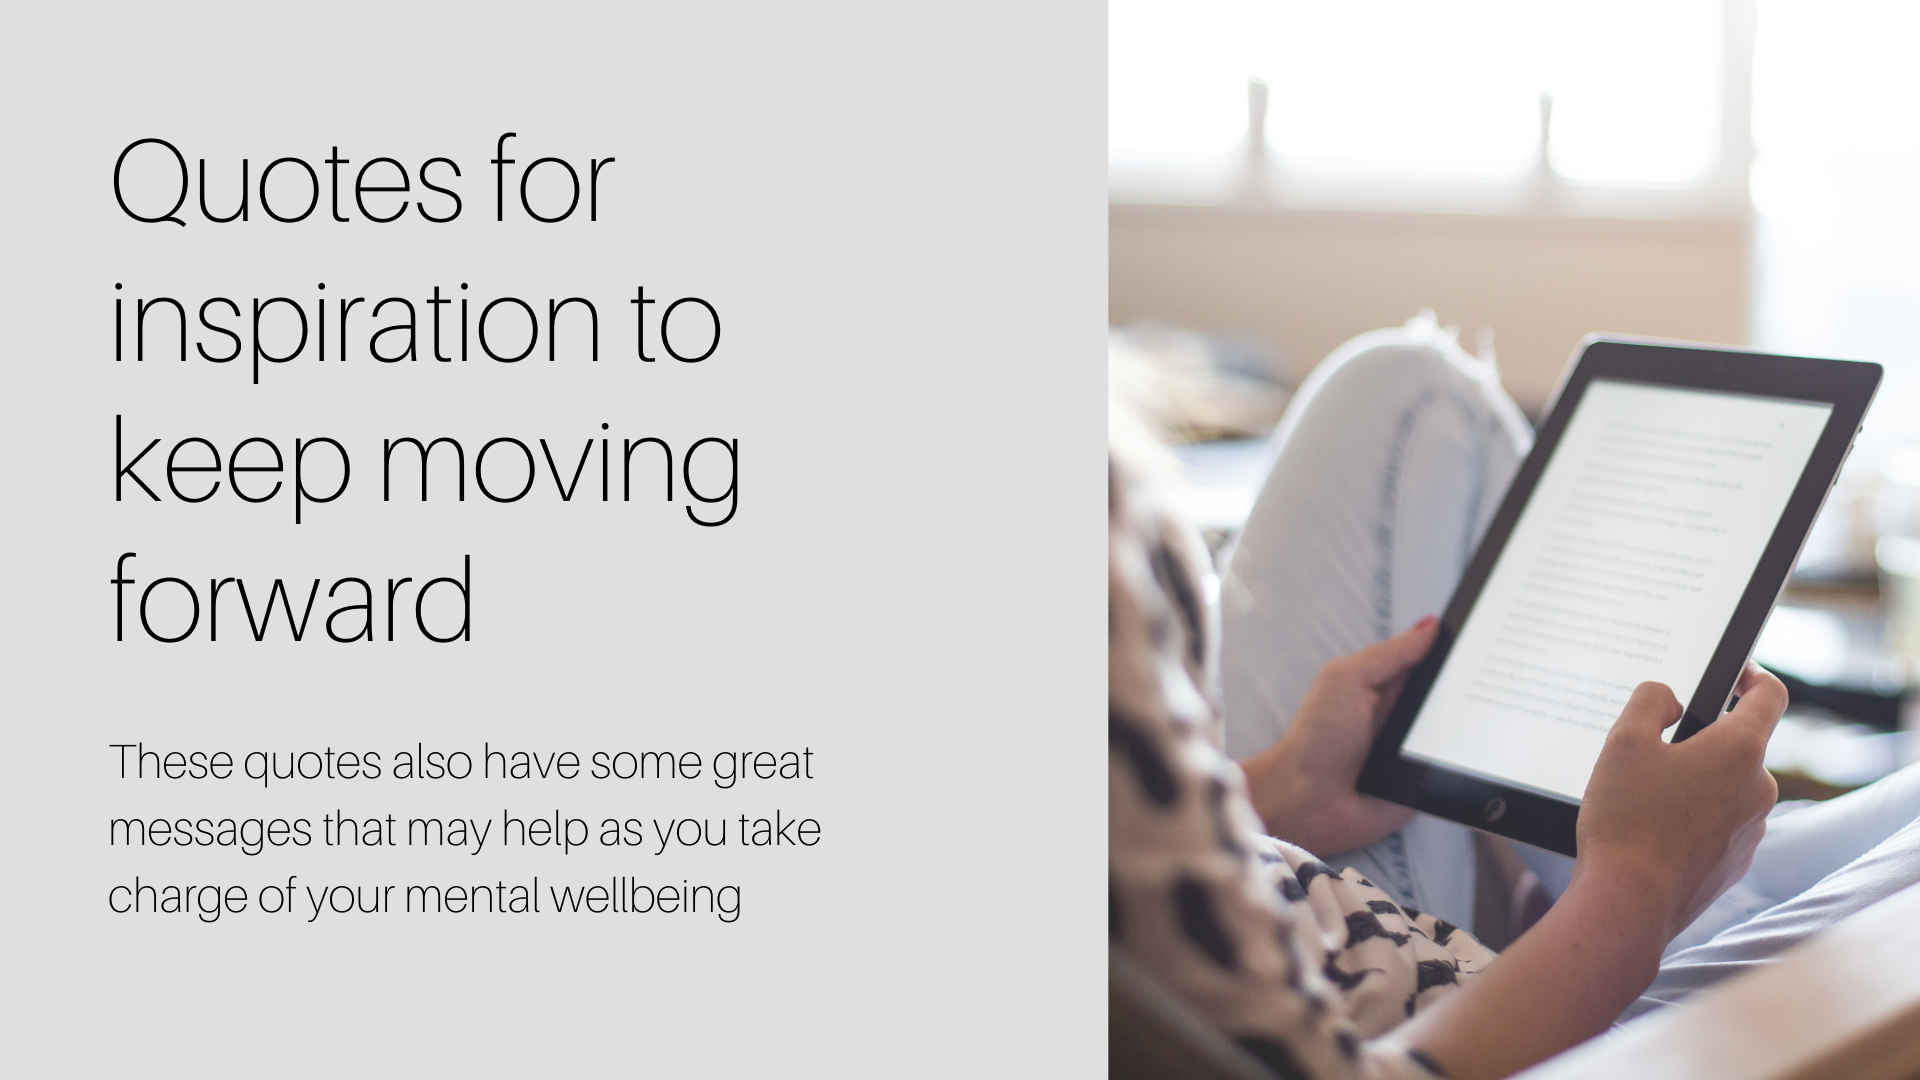 Quotes for
inspiration to
keep moving
forward
These quotes also have some great
messages that may help as you take
charge of your mental wellbeing